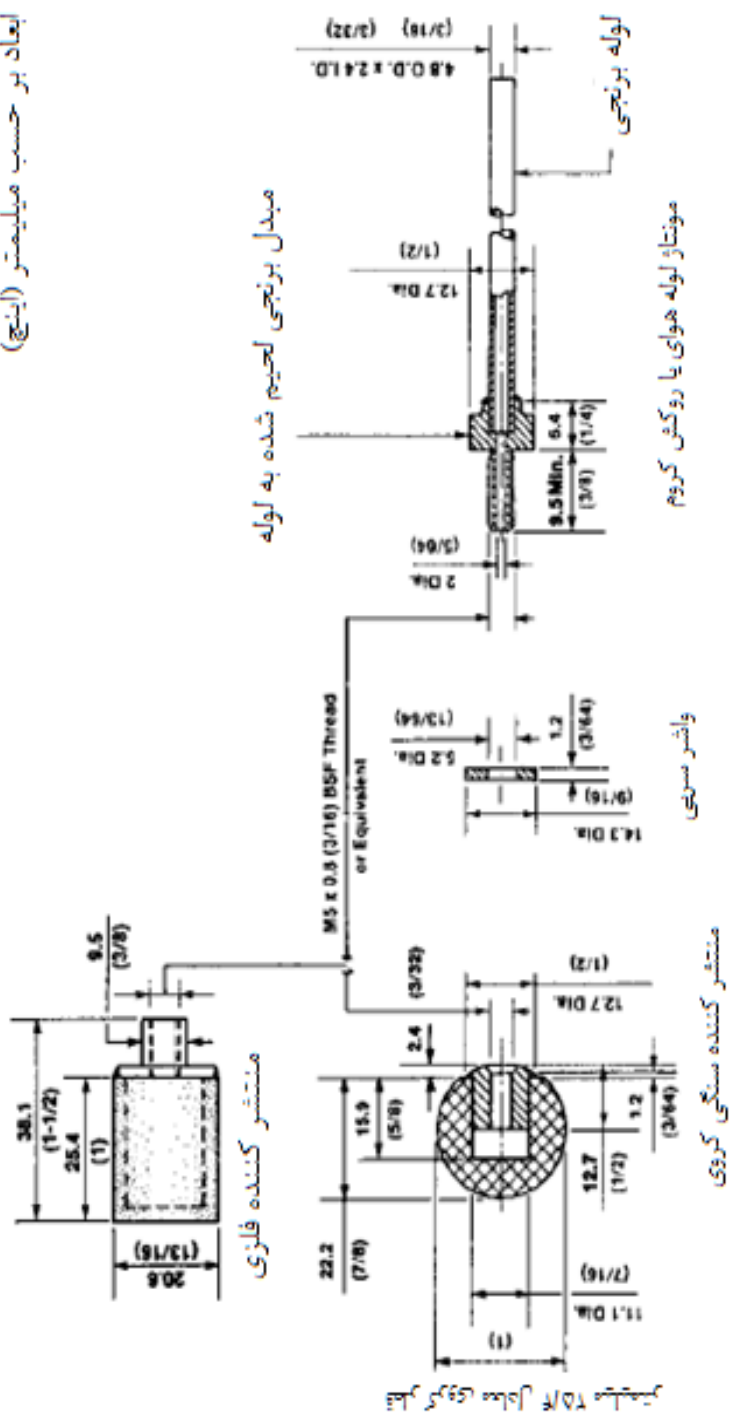 ابعاد بر حسب میلیمتر (اینچ)
38.1
(1-1/2)
25.4
(1)
9.5
(3/8)
20.6
(13/16)
منتشر کننده فلزی
M5 x 0.8 (3/16) BSF Thread
or Equivalent
مبدل برنجی لحیم شده به لوله
(3/16)
(3/32)
4.8 O.D. x 2.4 I.D.
لوله برنجی
(1/2)
12.7 Dia.
6.4
(1/4)
9.5 Min.
(3/8)
(5/64)
2 Dia.
مونتاژ لوله هوای با روکش کروم
(13/64)
5.2 Dia.
1.2
(3/64)
(9/16)
14.3 Dia.
واشر سربی
22.2
(7/8)
15.9
(5/8)
2.4
(3/32)
(1/2)
12.7 Dia.
12.7
(1/2)
1.2
(3/64)
(7/16)
11.1 Dia.
(1)
قطر کروی معادل ۲۵/۴ میلیمتر
منتشر کننده سنگی کروی